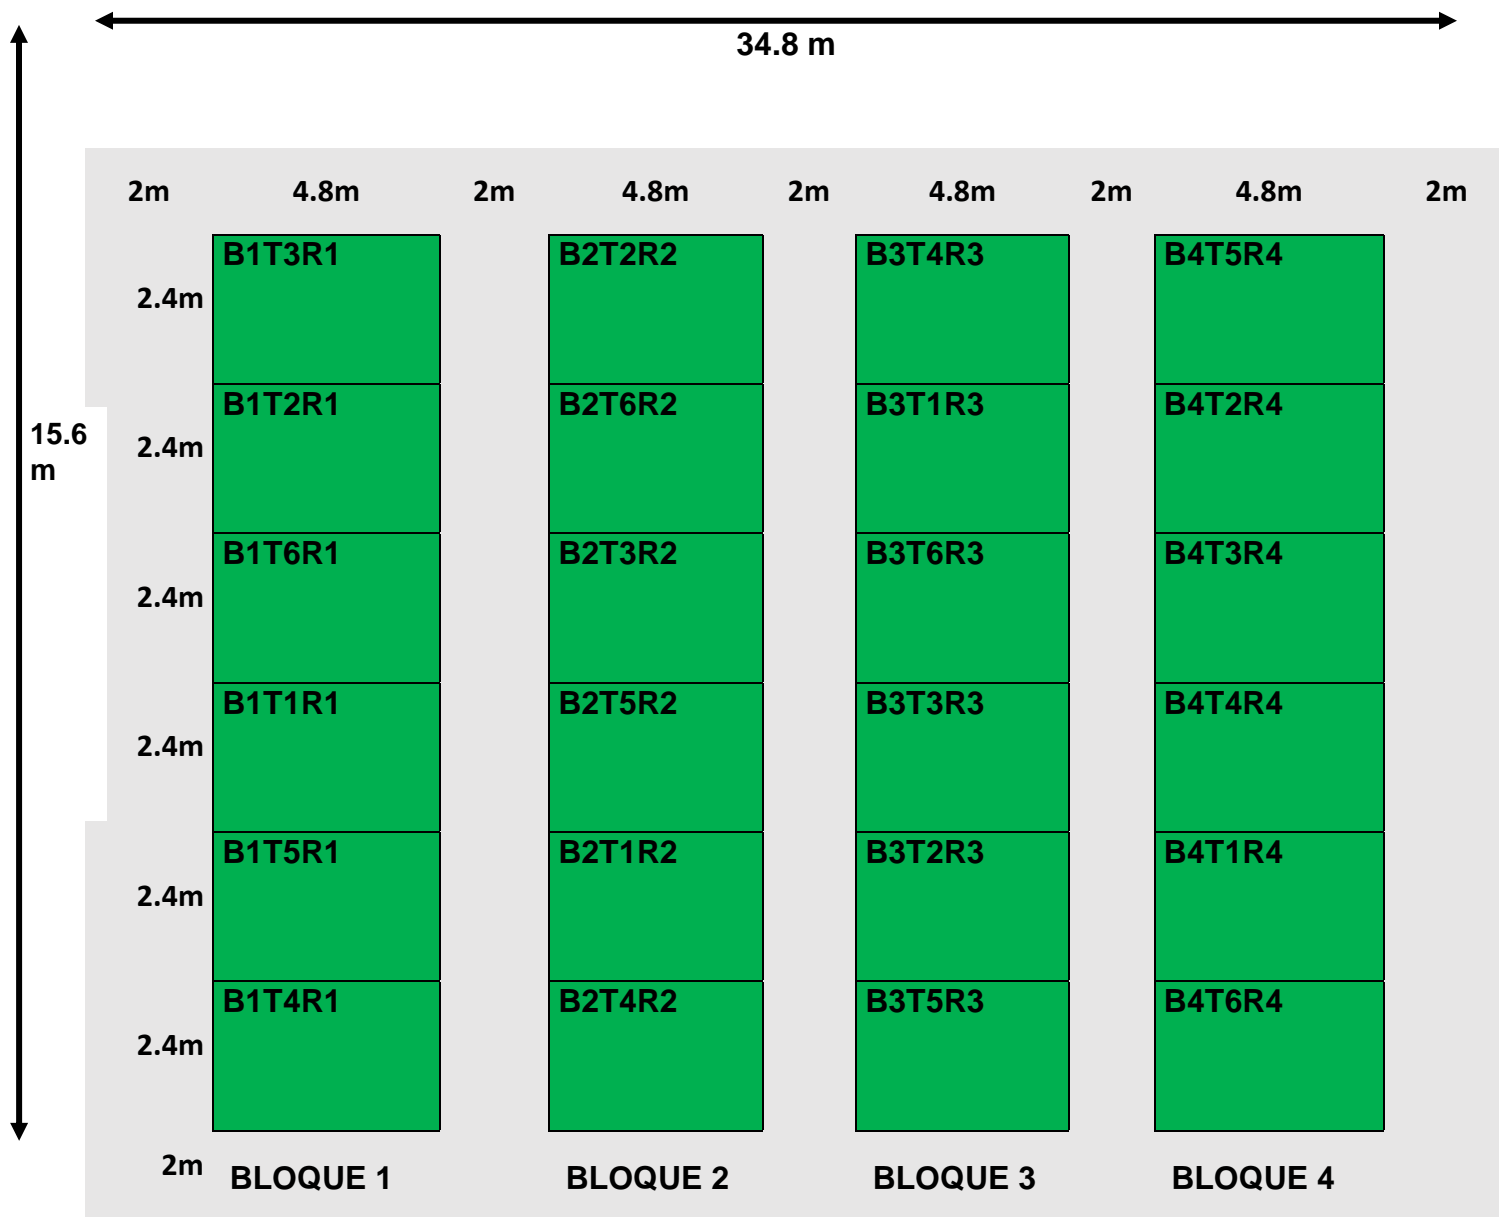 34.8 m
2m 4.8m 2m 4.8m 2m 4.8m 2m 4.8m 2m
B1T3R1 B2T2R2 B3T4R3 B4T5R4
2.4m
B1T2R1 B2T6R2 B3T1R3 B4T2R4
15.6
m
2.4m
B1T6R1 B2T3R2 B3T6R3 B4T3R4
2.4m
B1T1R1 B2T5R2 B3T3R3 B4T4R4
2.4m
B1T5R1 B2T1R2 B3T2R3 B4T1R4
2.4m
B1T4R1 B2T4R2 B3T5R3 B4T6R4
2.4m
2m BLOQUE 1 BLOQUE 2 BLOQUE 3 BLOQUE 4